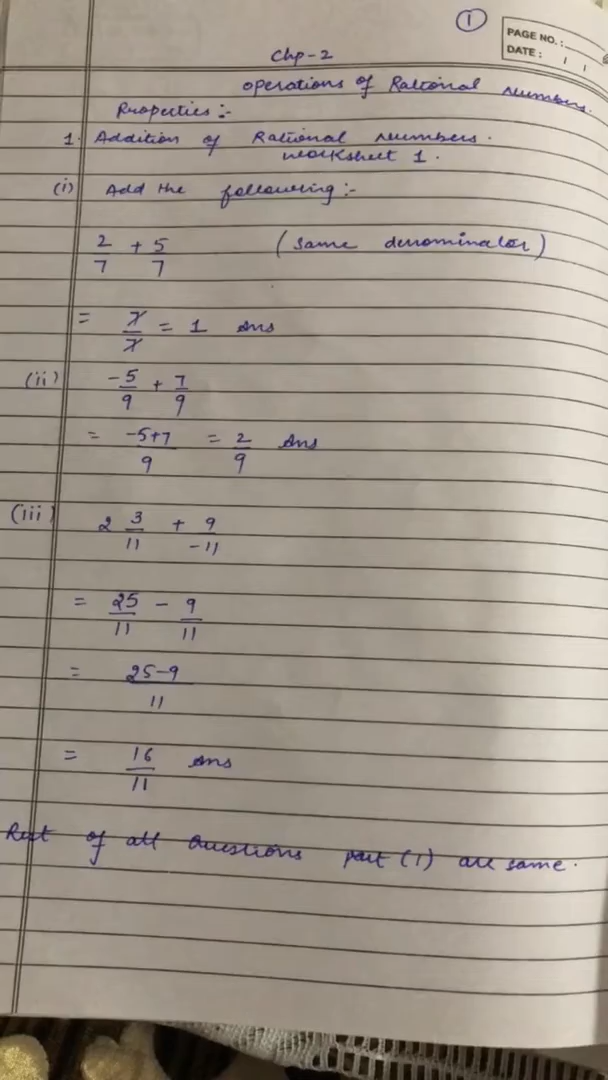 ①
PAGE NO.:
DATE: / /
Chp-2
operations of Rational numbers.
Properties:-
1. Addition of Rational numbers.
worksheet 1.
(i) Add the following:-
2/7 + 5/7 (same denominator)
= 7/7 = 1 Ans
(ii) -5/9 + 7/9
= -5+7/9 = 2/9 Ans
(iii) 2 3/11 + 9/-11
= 25/11 - 9/11
= 25-9/11
= 16/11 Ans
Rest of all Questions part (1) are same.